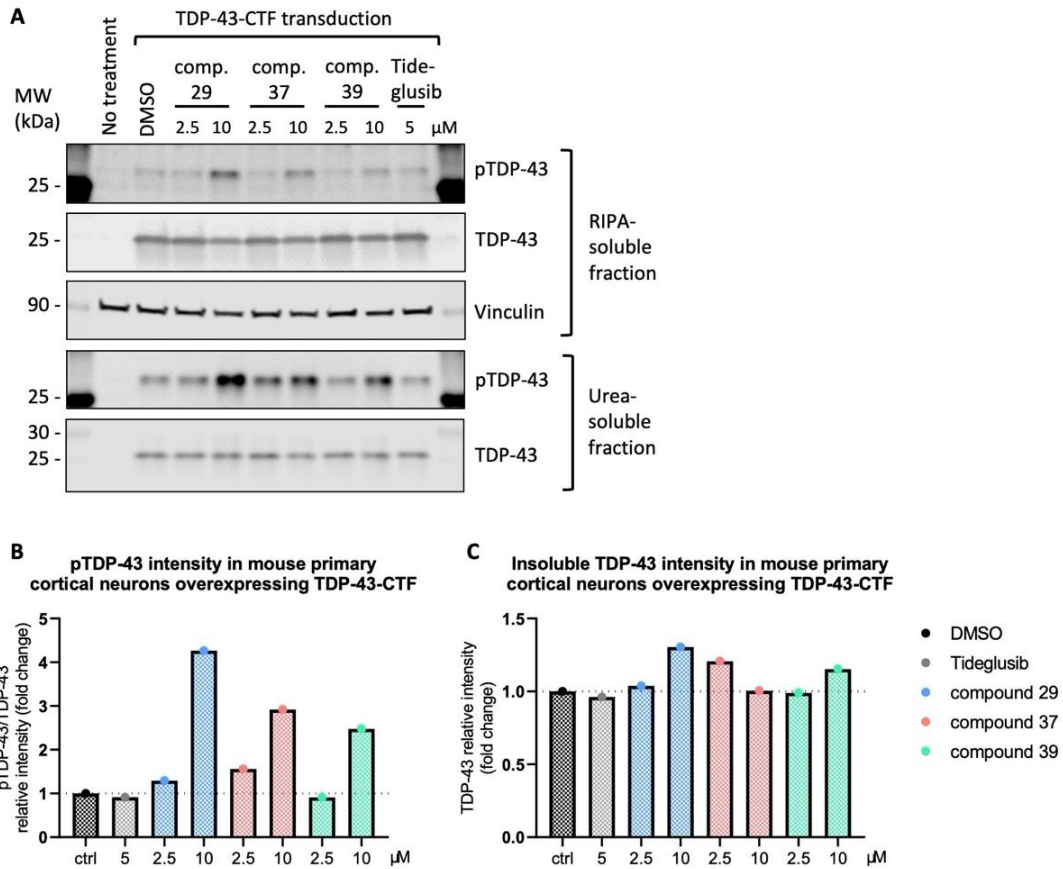 A
TDP-43-CTF transduction
No treatment
DMSO
comp. comp. comp. Tide-
29 37 39 glusib
MW
(kDa)
2.5 10 2.5 10 2.5 10 5 μM
25 - pTDP-43
25 - TDP-43
90 - Vinculin
RIPA-
soluble
fraction
25 - pTDP-43
30 -
25 - TDP-43
Urea-
soluble
fraction
B
pTDP-43 intensity in mouse primary
cortical neurons overexpressing TDP-43-CTF
pTDP-43/TDP-43
relative intensity (fold change)
5
4
3
2
1
0
ctrl 5 2.5 10 2.5 10 2.5 10 μM
C
Insoluble TDP-43 intensity in mouse primary
cortical neurons overexpressing TDP-43-CTF
TDP-43 relative intensity
(fold change)
1.5
1.0
0.5
0.0
ctrl 5 2.5 10 2.5 10 2.5 10 μM
DMSO
Tideglusib
compound 29
compound 37
compound 39